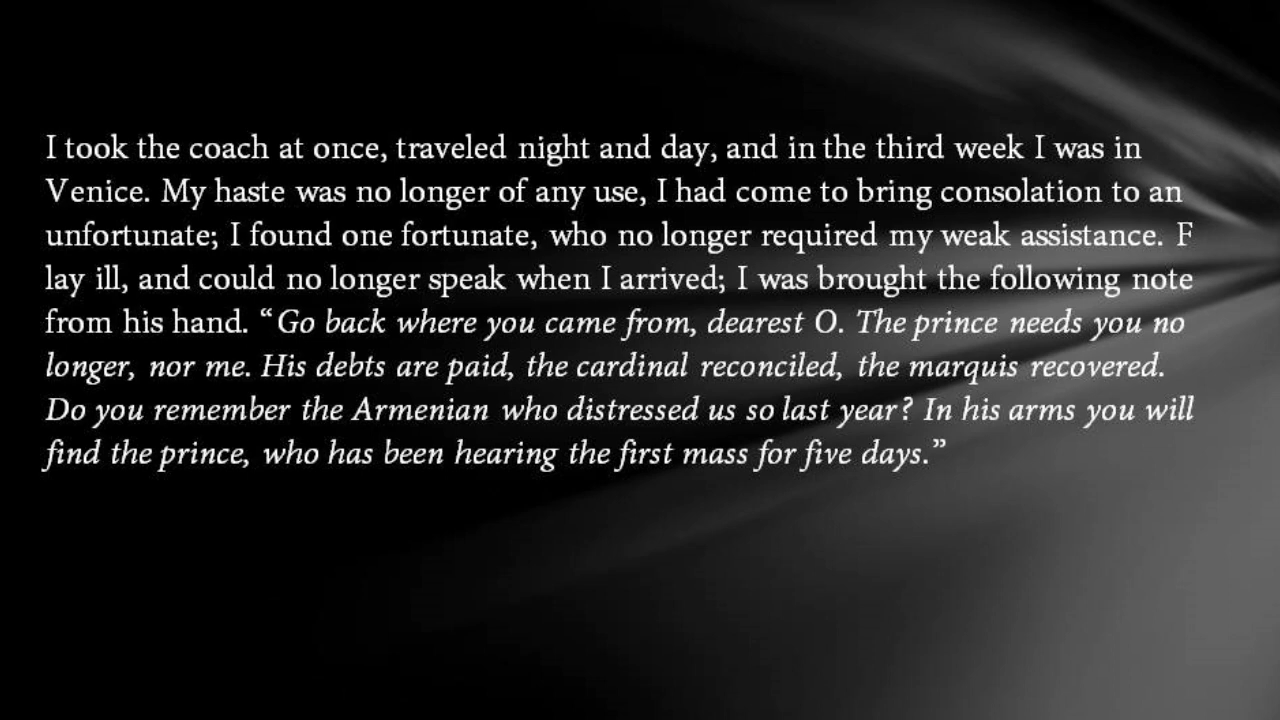 I took the coach at once, traveled night and day, and in the third week I was in
Venice. My haste was no longer of any use, I had come to bring consolation to an
unfortunate; I found one fortunate, who no longer required my weak assistance. F
lay ill, and could no longer speak when I arrived; I was brought the following note
from his hand. “Go back where you came from, dearest O. The prince needs you no
longer, nor me. His debts are paid, the cardinal reconciled, the marquis recovered.
Do you remember the Armenian who distressed us so last year? In his arms you will
find the prince, who has been hearing the first mass for five days.”